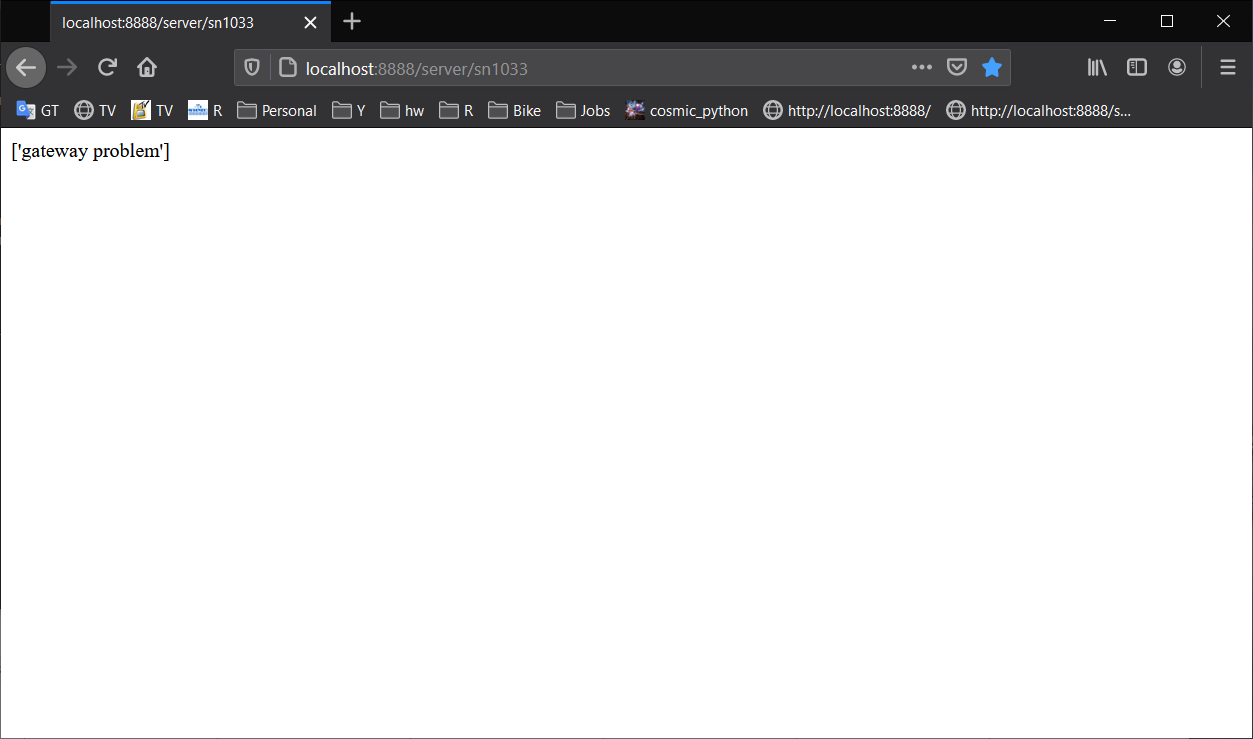 localhost:8888/server/sn1033
localhost:8888/server/sn1033
GT TV TV R Personal Y hw R Bike Jobs cosmic_python http://localhost:8888/ http://localhost:8888/s...
['gateway problem']